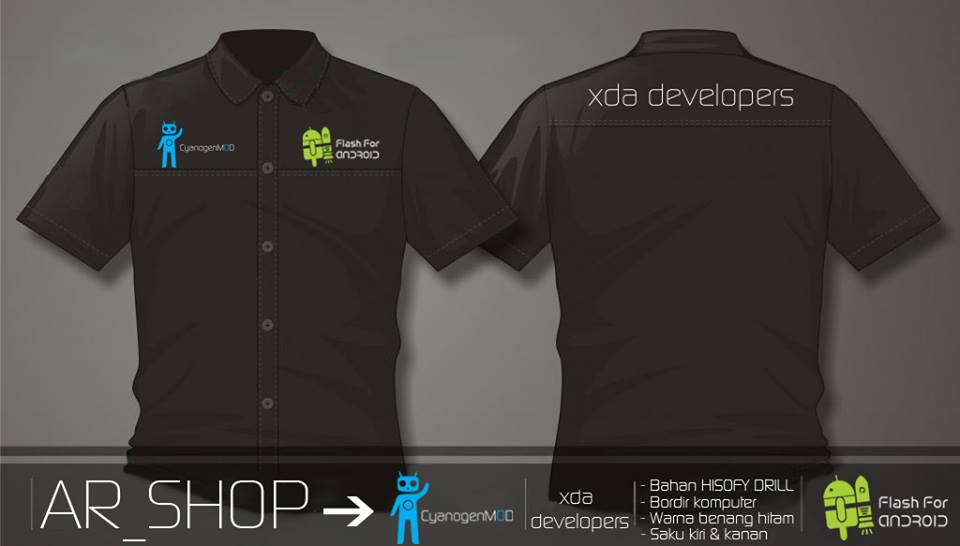 CyanogenMOD
Flash For
ANDROID
xda developers
AR_SHOP
CyanogenMOD
xda
developers
- Bahan HISOFY DRILL
- Bordir komputer
- Warna benang hitam
- Saku kiri & kanan
Flash For
ANDROID